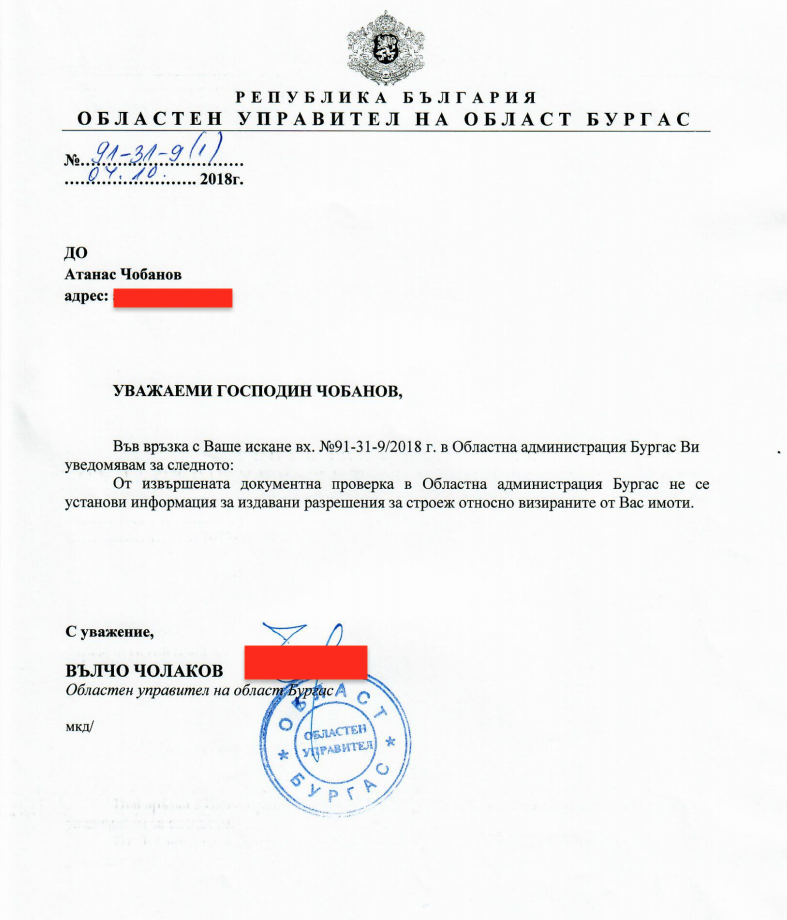 РЕПУБЛИКА БЪЛГАРИЯ
ОБЛАСТЕН УПРАВИТЕЛ НА ОБЛАСТ БУРГАС
№ 91-31-9(1)
04.10. 2018г.
ДО
Атанас Чобанов
адрес:
УВАЖАЕМИ ГОСПОДИН ЧОБАНОВ,
Във връзка с Ваше искане вх. №91-31-9/2018 г. в Областна администрация Бургас Ви
уведомявам за следното:
От извършената документна проверка в Областна администрация Бургас не се
установи информация за издавани разрешения за строеж относно визираните от Вас имоти.
С уважение,
ВЪЛЧО ЧОЛАКОВ
Областен управител на област Бургас
мкд/
ОБЛАСТ
ОБЛАСТЕН
УПРАВИТЕЛ
* БУРГАС *